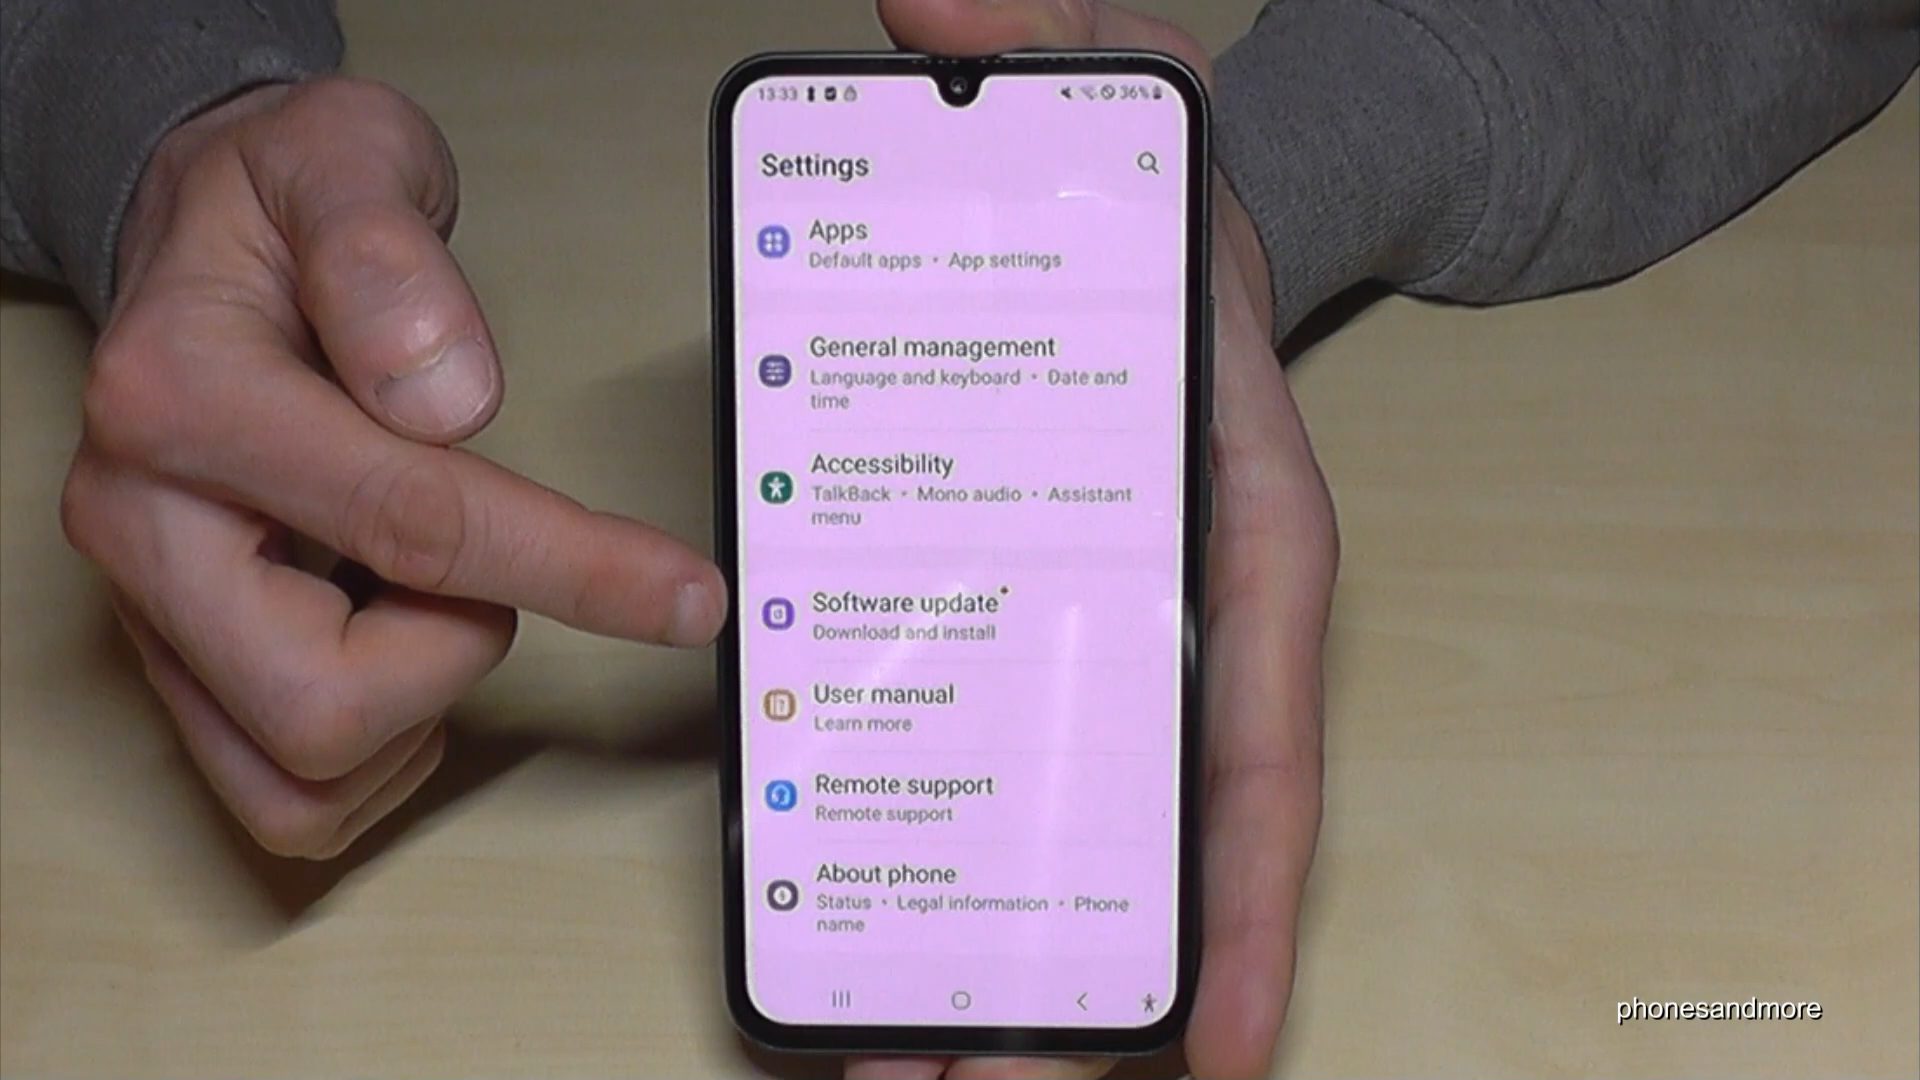 13:33
36%
Settings
Apps
Default apps • App settings
General management
Language and keyboard • Date and
time
Accessibility
TalkBack • Mono audio • Assistant
menu
Software update
Download and install
User manual
Learn more
Remote support
Remote support
About phone
Status • Legal information • Phone
name
phonesandmore